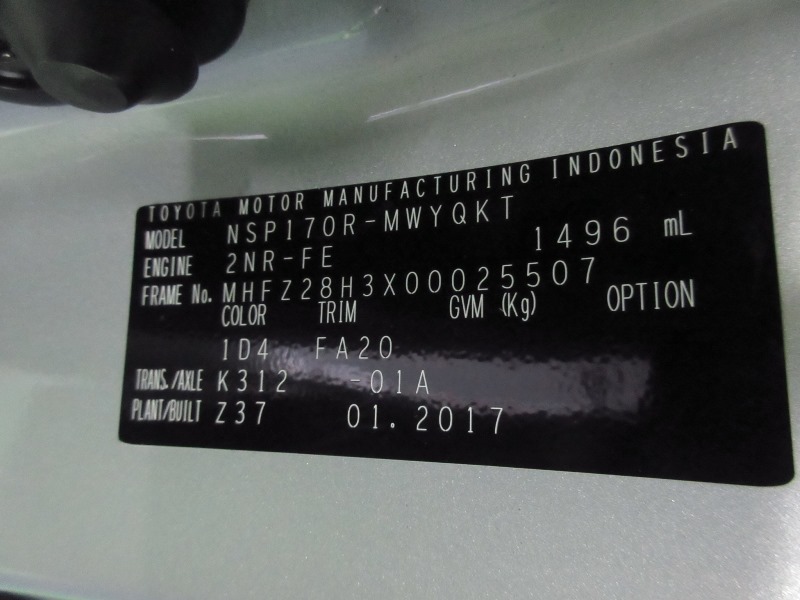 TOYOTA MOTOR MANUFACTURING INDONESIA
MODEL NSP170R-MWYQKT
ENGINE 2NR-FE 1496 mL
FRAME No. MHFZ28H3X00025507
COLOR TRIM GVM (Kg) OPTION
1D4 FA20
TRANS./AXLE K312 -01A
PLANT/BUILT Z37 01.2017